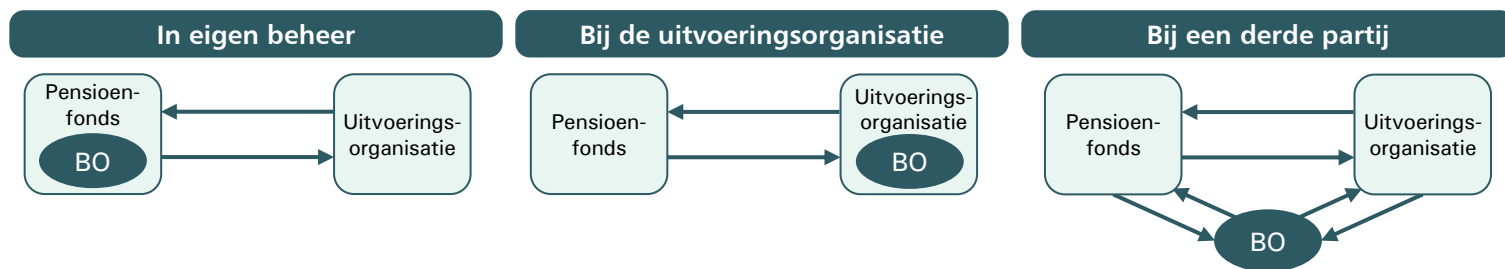 In eigen beheer
Pensioen-
fonds
BO
Uitvoerings-
organisatie
Bij de uitvoeringsorganisatie
Pensioen-
fonds
Uitvoerings-
organisatie
BO
Bij een derde partij
Pensioen-
fonds
Uitvoerings-
organisatie
BO